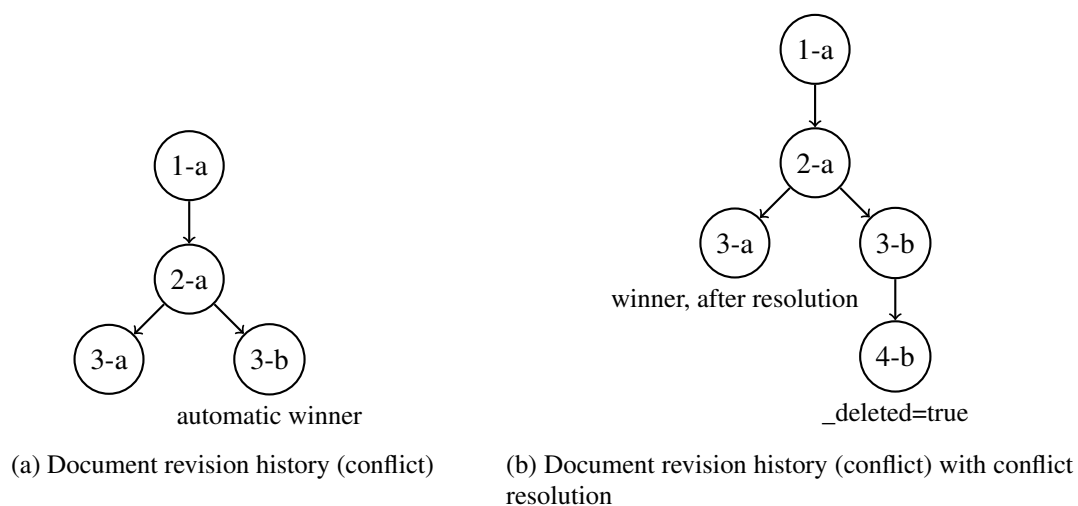 1-a
2-a
3-a
3-b
automatic winner
(a) Document revision history (conflict)
1-a
2-a
3-a
3-b
winner, after resolution
4-b
_deleted=true
(b) Document revision history (conflict) with conflict
resolution